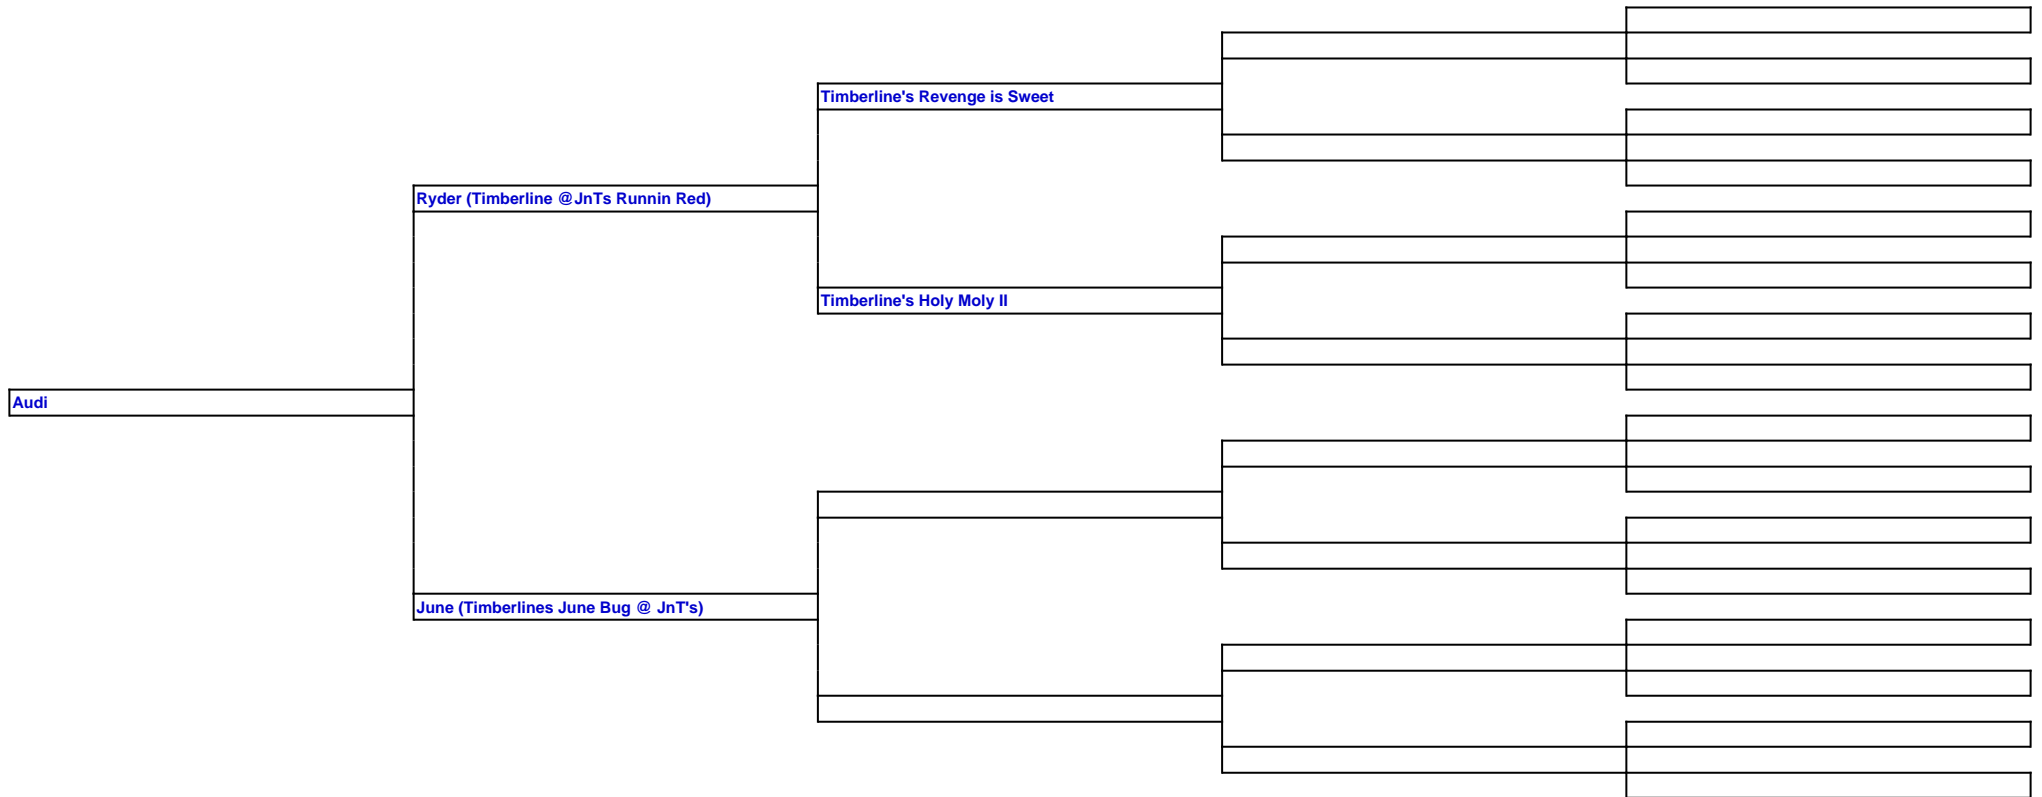 Timberline's Revenge is Sweet
Ryder (Timberline @JnTs Runnin Red)
Timberline's Holy Moly II
Audi
June (Timberlines June Bug @ JnT's)